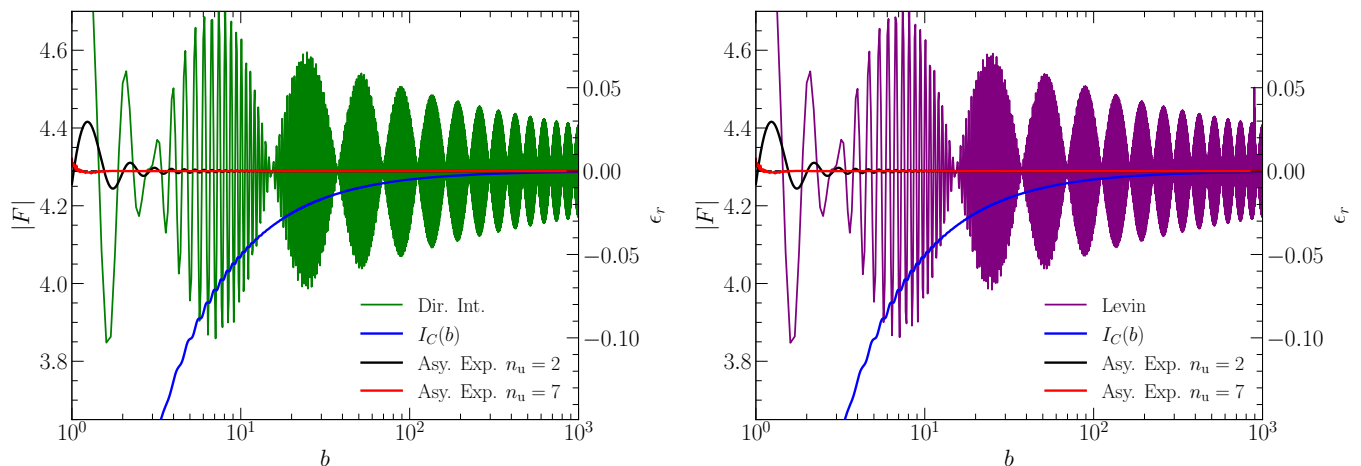 4.6
4.4
4.2
4.0
3.8
|F|
0.05
0.00
−0.05
−0.10
ϵ_r
Dir. Int.
I_C(b)
Asy. Exp. n_u = 2
Asy. Exp. n_u = 7
10^0
10^1
10^2
10^3
b
4.6
4.4
4.2
4.0
3.8
|F|
0.05
0.00
−0.05
−0.10
ϵ_r
Levin
I_C(b)
Asy. Exp. n_u = 2
Asy. Exp. n_u = 7
10^0
10^1
10^2
10^3
b